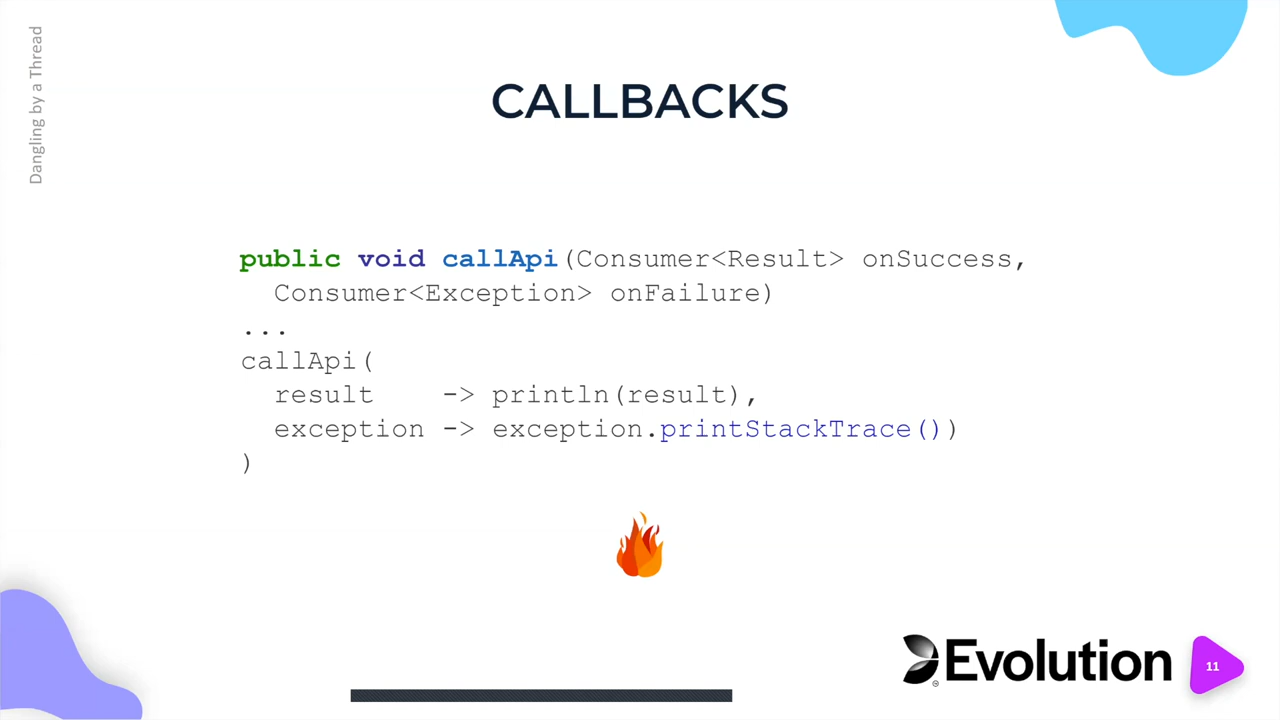 Dangling by a Thread
CALLBACKS
public void callApi(Consumer<Result> onSuccess,
  Consumer<Exception> onFailure)
...
callApi(
  result    -> println(result),
  exception -> exception.printStackTrace())
)
Evolution
11